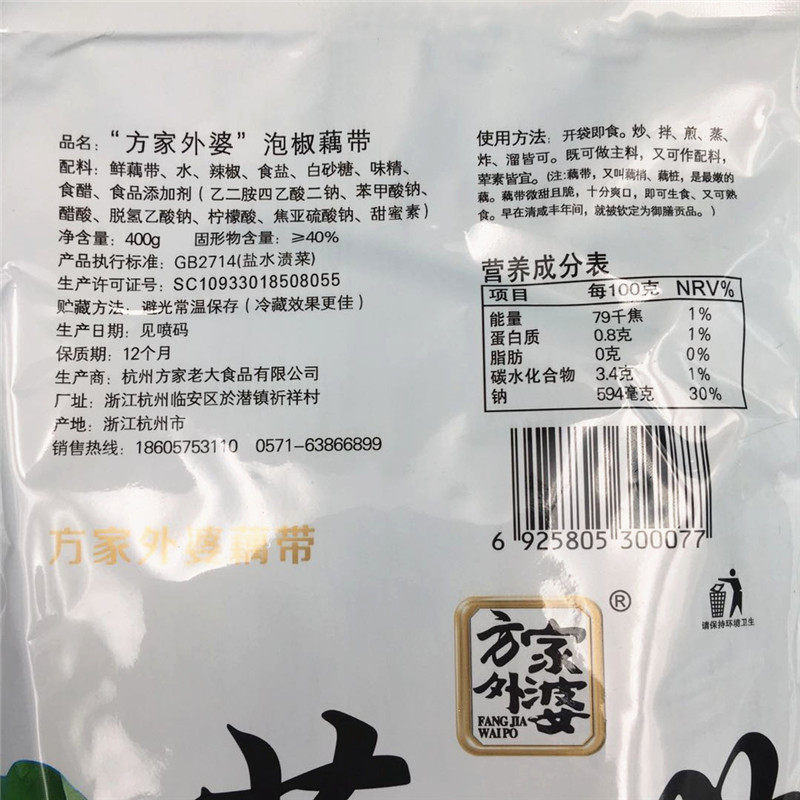 品名：“方家外婆”泡椒藕带
配料：鲜藕带、水、辣椒、食盐、白砂糖、味精、
食醋、食品添加剂（乙二胺四乙酸二钠、苯甲酸钠、
醋酸、脱氢乙酸钠、柠檬酸、焦亚硫酸钠、甜蜜素）
净含量：400g 固形物含量：≥40%
产品执行标准：GB2714(盐水渍菜)
生产许可证号：SC10933018508055
贮藏方法：避光常温保存（冷藏效果更佳）
生产日期：见喷码
保质期：12个月
生产商：杭州方家老大食品有限公司
厂址：浙江杭州临安区於潜镇祈祥村
产地：浙江杭州市
销售热线：18605753110 0571-63866899
方家外婆藕带
使用方法：开袋即食。炒、拌、煎、蒸、
炸、溜皆可。既可做主料，又可作配料，
荤素皆宜。（注：藕带，又叫藕梢、藕桩，是最嫩的
藕。藕带微甜且脆，十分爽口，即可生食、又可熟
食。早在清咸丰年间，就被钦定为御膳贡品。）
营养成分表
项目 每100克 NRV%
能量 79千焦 1%
蛋白质 0.8克 1%
脂肪 0克 0%
碳水化合物 3.4克 1%
钠 594毫克 30%
6 925805 300077
®
请保持环境卫生
方家
外婆
FANG JIA
WAI PO